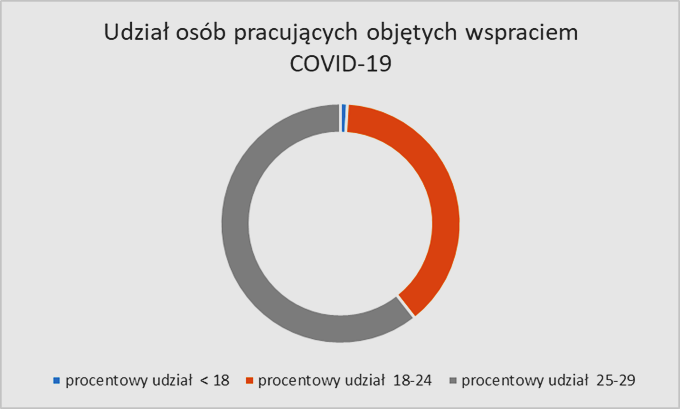 Udział osób pracujących objętych wspraciem
COVID-19
procentowy udział < 18 procentowy udział 18-24 procentowy udział 25-29